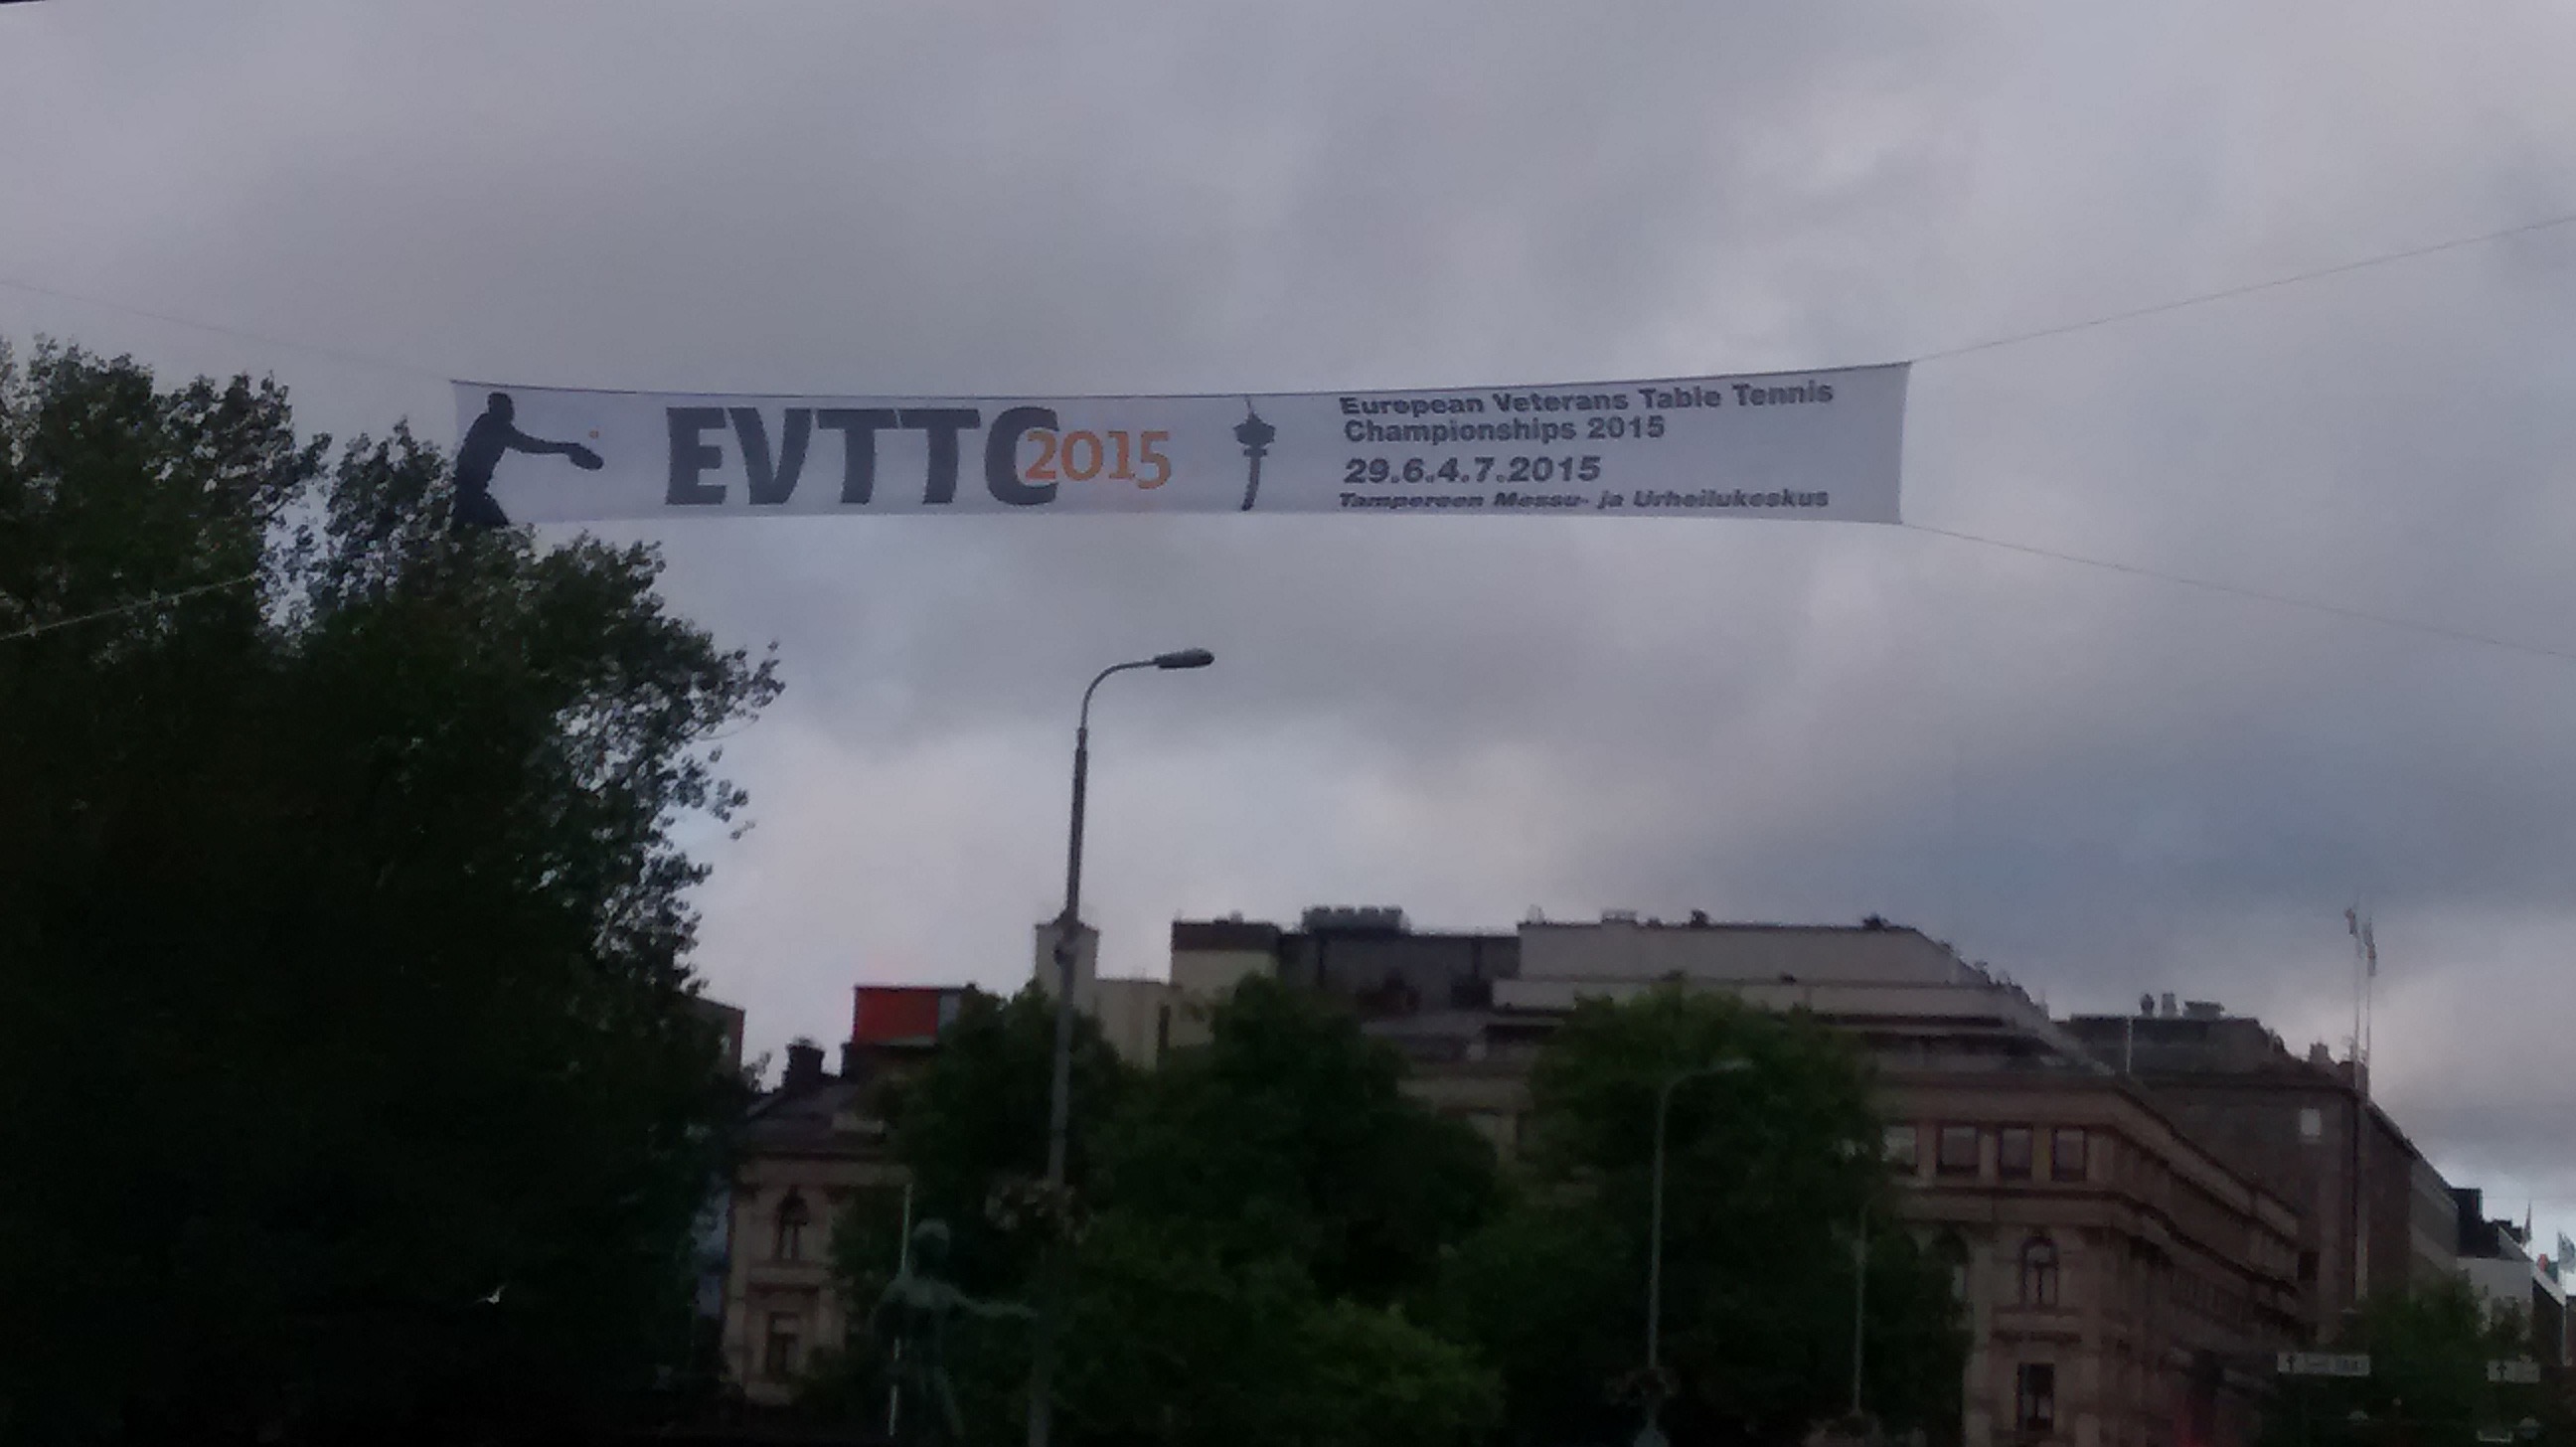 EVTTC2015
European Veterans Table Tennis
Championships 2015
29.6.4.7.2015
Tampereen Messu- ja Urheilukeskus